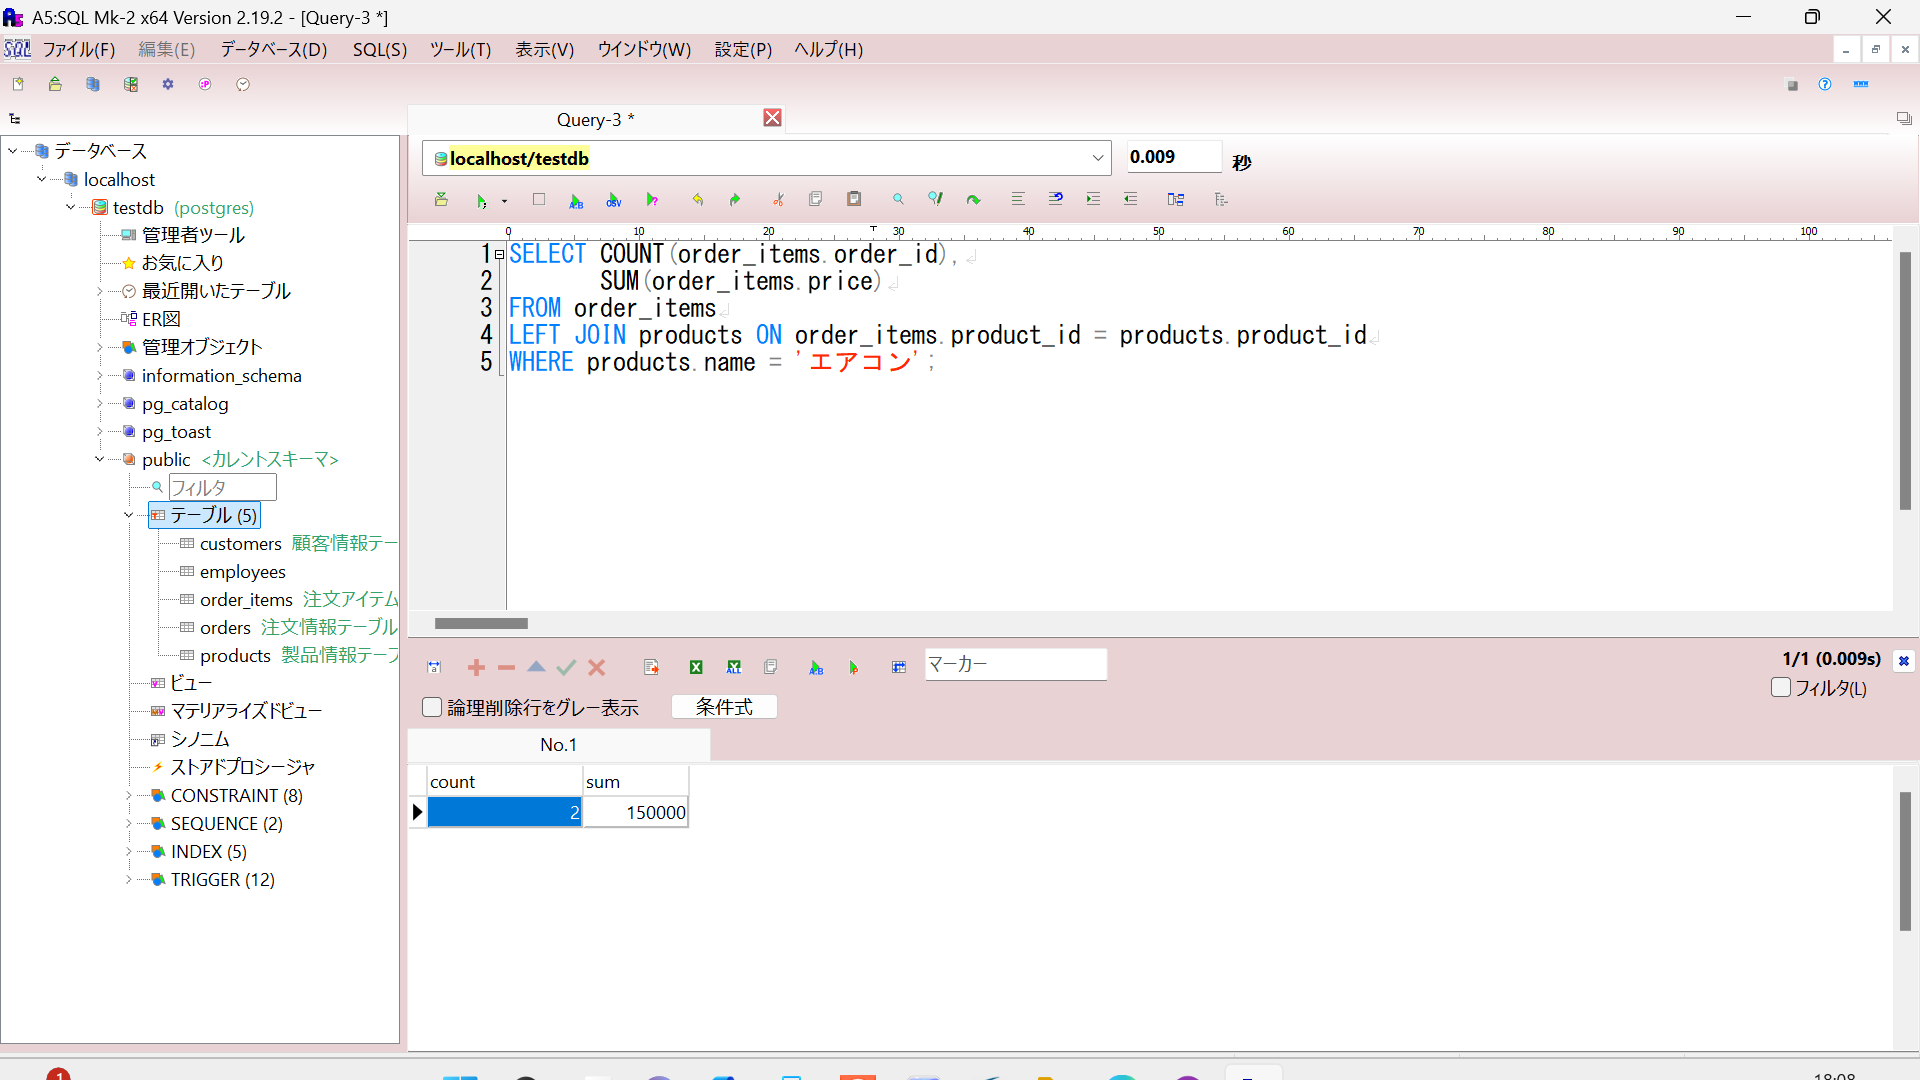 A5:SQL Mk-2 x64 Version 2.19.2 - [Query-3 *]
SQL ファイル(F) 編集(E) データベース(D) SQL(S) ツール(T) 表示(V) ウインドウ(W) 設定(P) ヘルプ(H)
Query-3 *
localhost/testdb 0.009 秒
データベース
localhost
testdb (postgres)
管理者ツール
お気に入り
最近開いたテーブル
ER図
管理オブジェクト
information_schema
pg_catalog
pg_toast
public <カレントスキーマ>
フィルタ
テーブル (5)
customers 顧客情報テー
employees
order_items 注文アイテム
orders 注文情報テーブル
products 製品情報テーブ
ビュー
マテリアライズドビュー
シノニム
ストアドプロシージャ
CONSTRAINT (8)
SEQUENCE (2)
INDEX (5)
TRIGGER (12)
0 10 20 30 40 50 60 70 80 90 100
1 SELECT COUNT(order_items.order_id),
2 SUM(order_items.price)
3 FROM order_items
4 LEFT JOIN products ON order_items.product_id = products.product_id
5 WHERE products.name = 'エアコン';
マーカー
1/1 (0.009s)
論理削除行をグレー表示 条件式
フィルタ(L)
No.1
count sum
2 150000
1
18:08